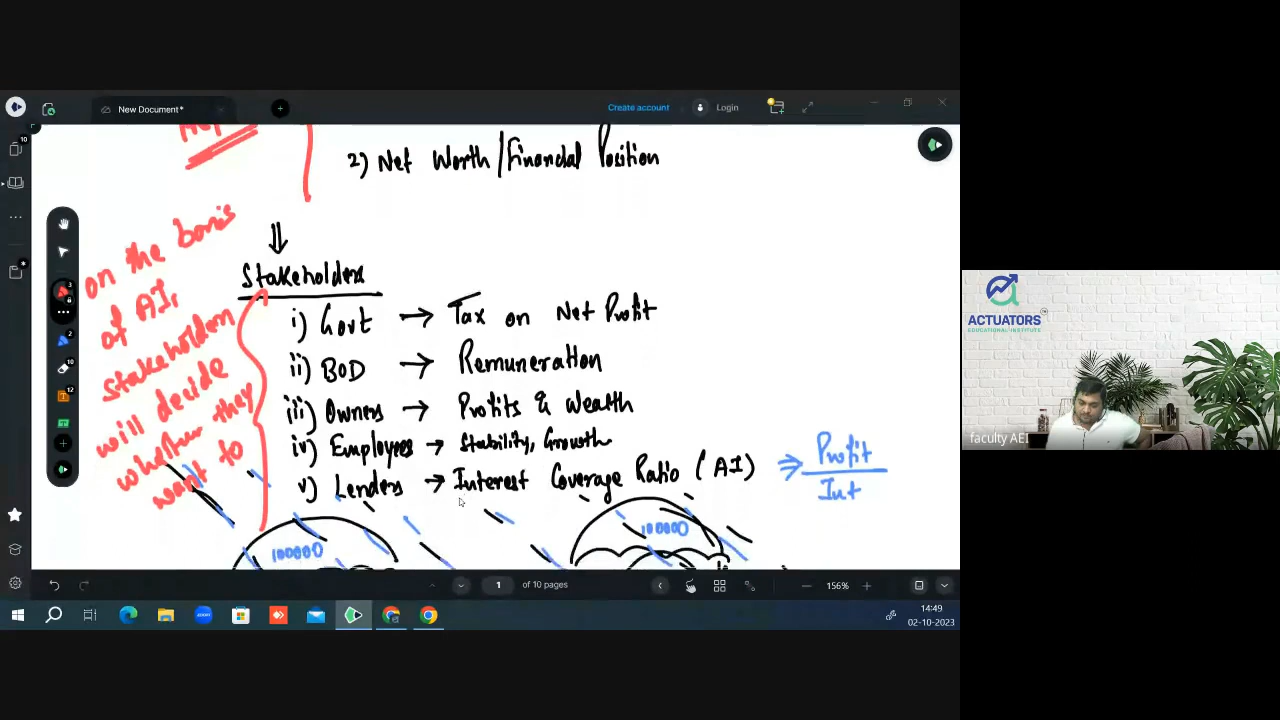 New Document*
Create account
Login
2) Net Worth/Financial Position
on the basis
of AI,
stakeholders
will decide
whether they
want to
Stakeholders
i) Govt → Tax on Net Profit
ii) BOD → Remuneration
iii) Owners → Profits & Wealth
iv) Employees → Stability, Growth
v) Lenders → Interest Coverage Ratio (AI) ⇒ Profit
Int
100000
100000
1 of 10 pages
156%
14:49
02-10-2023
ACTUATORS
EDUCATIONAL INSTITUTE
faculty AEI